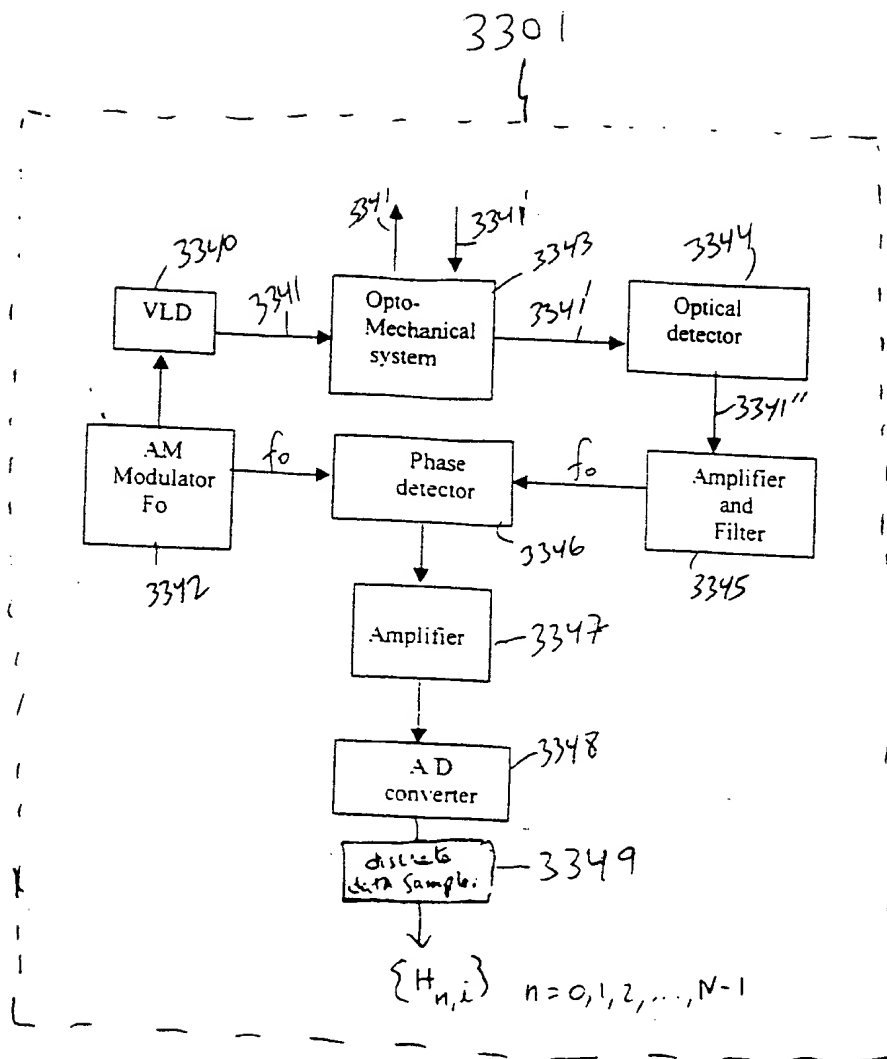 3301
3341'
3341'
3340
3343
3344
VLD
3341
Opto-
Mechanical
system
3341'
Optical
detector
3341"
AM
Modulator
Fo
fo
Phase
detector
fo
Amplifier
and
Filter
3342
3346
3345
Amplifier
3347
A/D
converter
3348
discrete
data sample.
3349
{H n,i} n=0,1,2,...,N-1